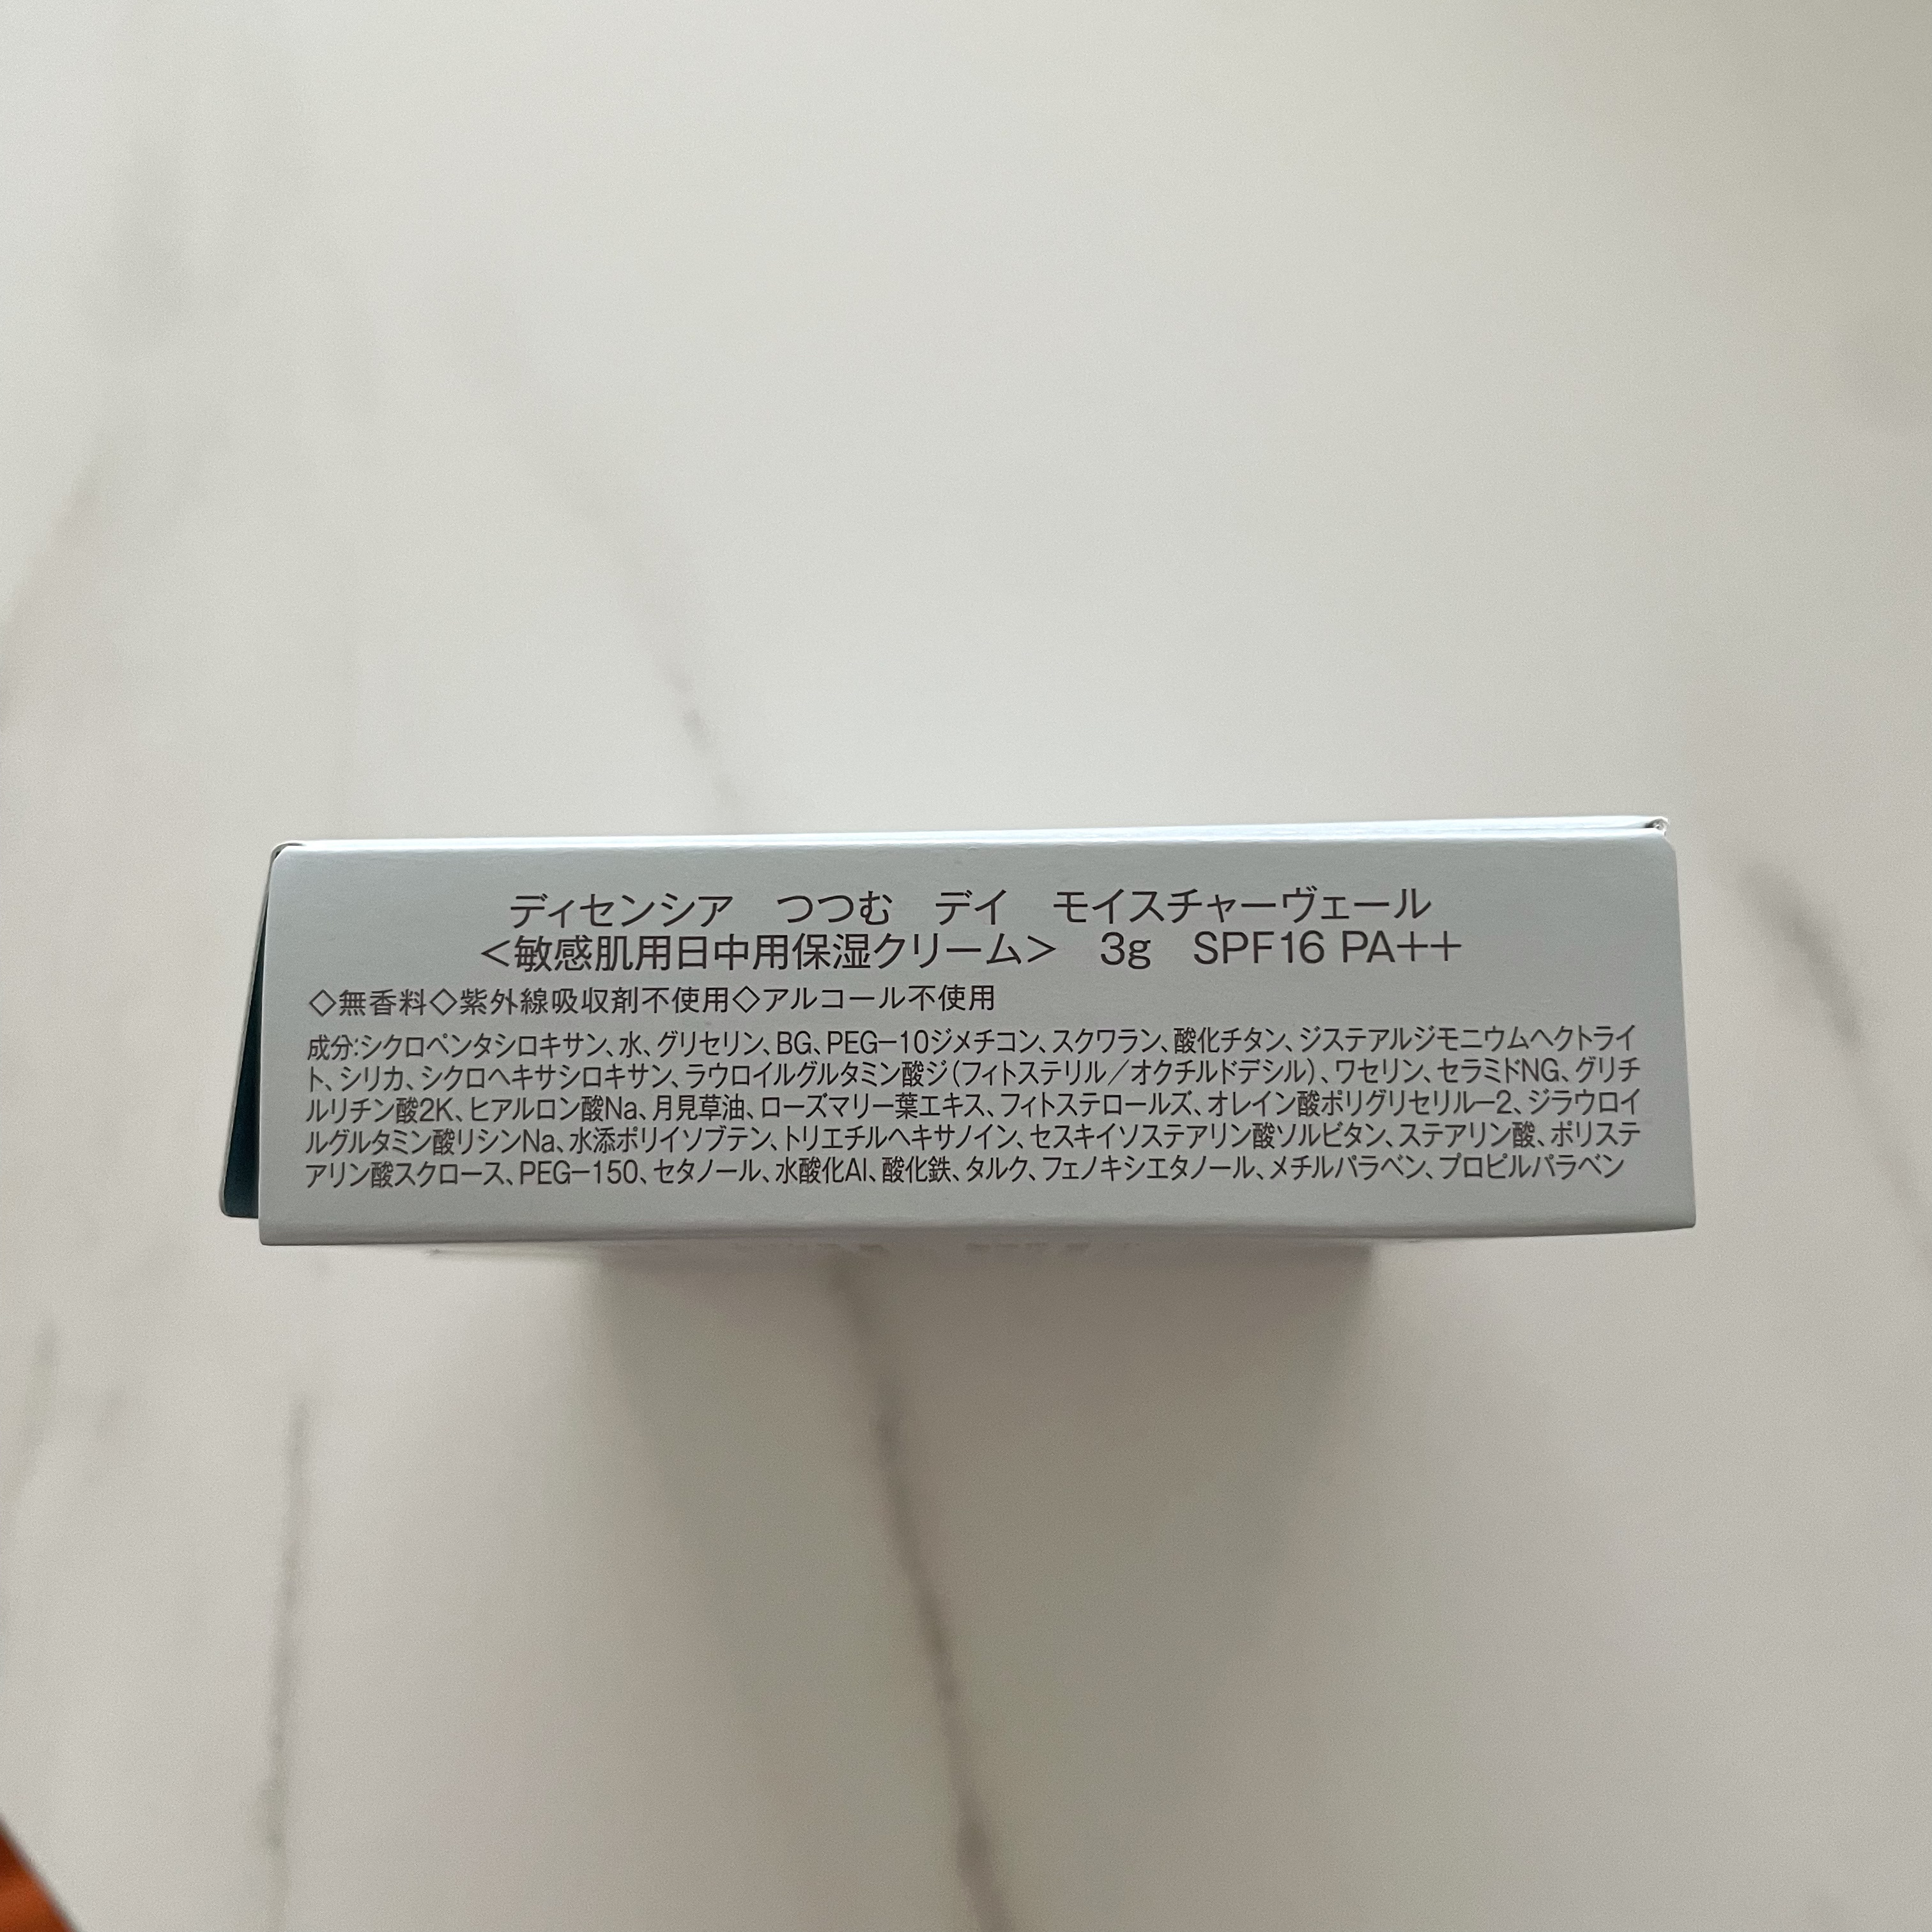 ディセンシア　つつむ　デイ　モイスチャーヴェール
＜敏感肌用日中用保湿クリーム＞　3g　SPF16 PA++
◇無香料◇紫外線吸収剤不使用◇アルコール不使用
成分:シクロペンタシロキサン、水、グリセリン、BG、PEG-10ジメチコン、スクワラン、酸化チタン、ジステアルジモニウムヘクトライ
ト、シリカ、シクロヘキサシロキサン、ラウロイルグルタミン酸ジ(フィトステリル／オクチルドデシル)、ワセリン、セラミドNG、グリチ
ルリチン酸2K、ヒアルロン酸Na、月見草油、ローズマリー葉エキス、フィトステロールズ、オレイン酸ポリグリセリル-2、ジラウロイ
ルグルタミン酸リシンNa、水添ポリイソブテン、トリエチルヘキサノイン、セスキイソステアリン酸ソルビタン、ステアリン酸、ポリステ
アリン酸スクロース、PEG-150、セタノール、水酸化Al、酸化鉄、タルク、フェノキシエタノール、メチルパラベン、プロピルパラベン